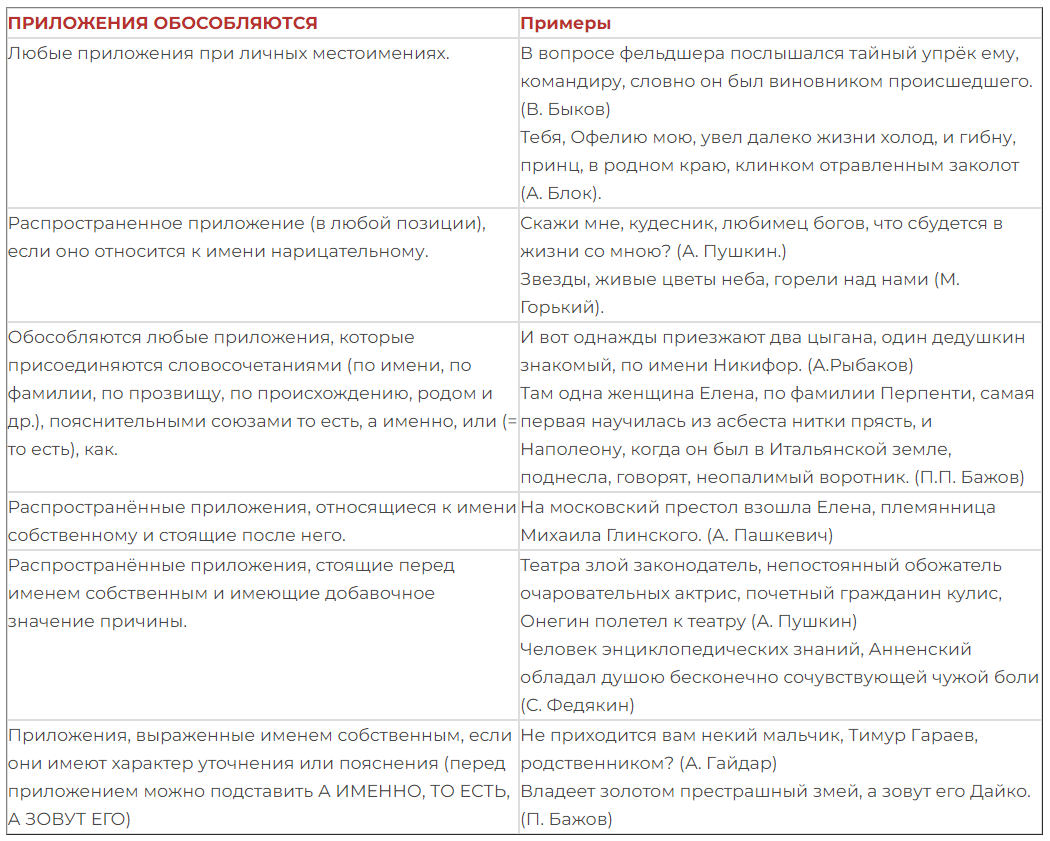 ПРИЛОЖЕНИЯ ОБОСОБЛЯЮТСЯ
Примеры
Любые приложения при личных местоимениях.
В вопросе фельдшера послышался тайный упрёк ему,
командиру, словно он был виновником происшедшего.
(В. Быков)
Тебя, Офелию мою, увел далеко жизни холод, и гибну,
принц, в родном краю, клинком отравленным заколот
(А. Блок).
Распространенное приложение (в любой позиции),
если оно относится к имени нарицательному.
Скажи мне, кудесник, любимец богов, что сбудется в
жизни со мною? (А. Пушкин.)
Звезды, живые цветы неба, горели над нами (М.
Горький).
Обособляются любые приложения, которые
присоединяются словосочетаниями (по имени, по
фамилии, по прозвищу, по происхождению, родом и
др.), пояснительными союзами то есть, а именно, или (=
то есть), как.
И вот однажды приезжают два цыгана, один дедушкин
знакомый, по имени Никифор. (А.Рыбаков)
Там одна женщина Елена, по фамилии Перпенти, самая
первая научилась из асбеста нитки прясть, и
Наполеону, когда он был в Итальянской земле,
поднесла, говорят, неопалимый воротник. (П.П. Бажов)
Распространённые приложения, относящиеся к имени
собственному и стоящие после него.
На московский престол взошла Елена, племянница
Михаила Глинского. (А. Пашкевич)
Распространённые приложения, стоящие перед
именем собственным и имеющие добавочное
значение причины.
Театра злой законодатель, непостоянный обожатель
очаровательных актрис, почетный гражданин кулис,
Онегин полетел к театру (А. Пушкин)
Человек энциклопедических знаний, Анненский
обладал душою бесконечно сочувствующей чужой боли
(С. Федякин)
Приложения, выраженные именем собственным, если
они имеют характер уточнения или пояснения (перед
приложением можно подставить А ИМЕННО, ТО ЕСТЬ,
А ЗОВУТ ЕГО)
Не приходится вам некий мальчик, Тимур Гараев,
родственником? (А. Гайдар)
Владеет золотом престрашный змей, а зовут его Дайко.
(П. Бажов)